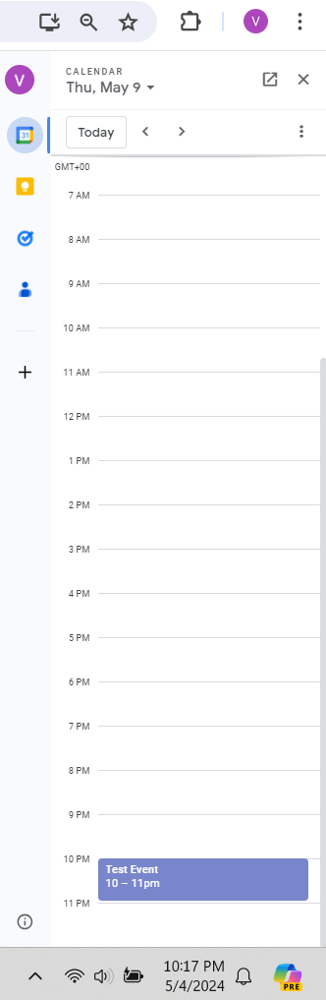 V
V
CALENDAR
Thu, May 9
31
Today
GMT+00
7 AM
8 AM
9 AM
10 AM
11 AM
12 PM
1 PM
2 PM
3 PM
4 PM
5 PM
6 PM
7 PM
8 PM
9 PM
10 PM
Test Event
10 – 11pm
11 PM
10:17 PM
5/4/2024
PRE